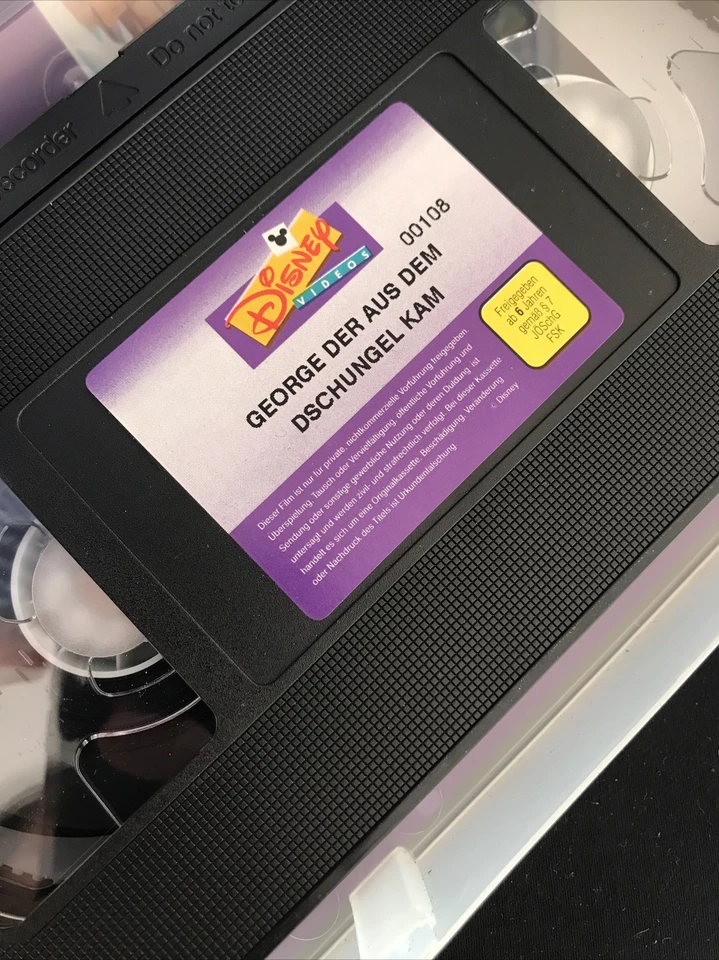 Do not to
ecorder
DISNEY
VIDEOS
00108
GEORGE DER AUS DEM
DSCHUNGEL KAM
Freigegeben
ab 6 Jahren
gemäß § 7
JÖSchG
FSK
Dieser Film ist nur für private, nichtkommerzielle Vorführung freigegeben.
Überspielung, Tausch oder Vervielfältigung, öffentliche Vorführung und
Sendung oder sonstige gewerbliche Nutzung oder deren Duldung ist
untersagt und werden zivil- und strafrechtlich verfolgt. Bei dieser Kassette
handelt es sich um eine Originalkassette. Beschädigung, Veränderung
oder Nachdruck des Titels ist Urkundenfälschung
© Disney